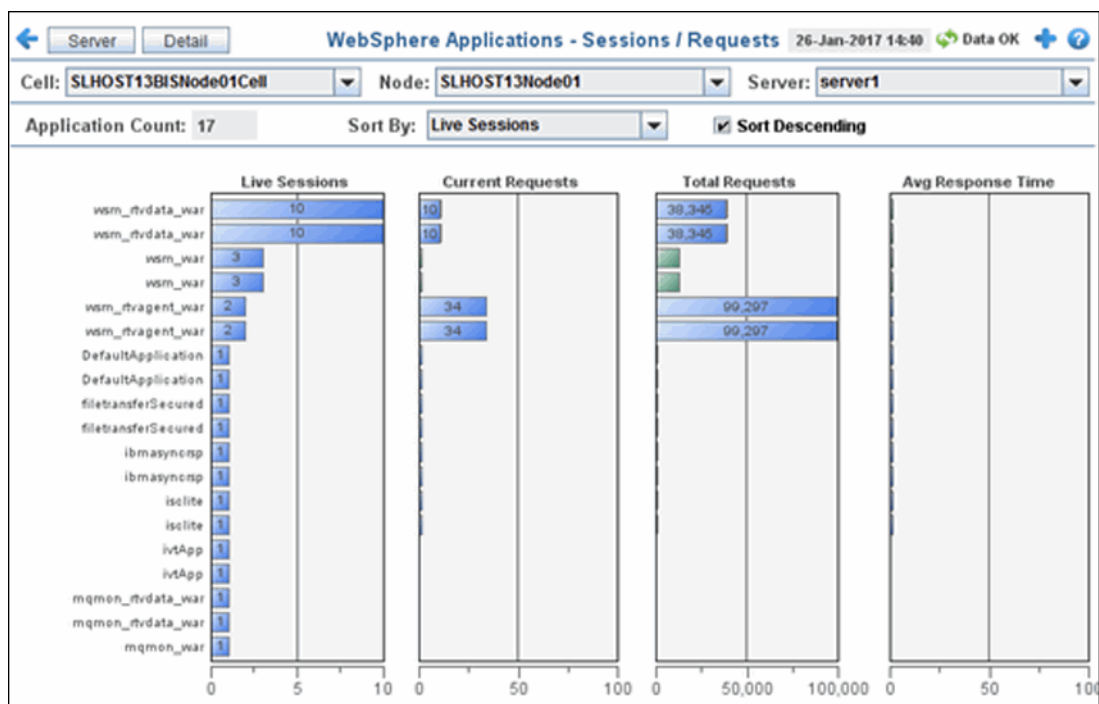 Server Detail WebSphere Applications - Sessions / Requests 26-Jan-2017 14:40 Data OK
Cell: SLHOST13BISNode01Cell Node: SLHOST13Node01 Server: server1
Application Count: 17 Sort By: Live Sessions Sort Descending
Live Sessions Current Requests Total Requests Avg Response Time
wsm_rtvdata_war 10 10 38,345
wsm_rtvdata_war 10 10 38,345
wsm_war 3
wsm_war 3
wsm_rtvagent_war 2 34 99,297
wsm_rtvagent_war 2 34 99,297
DefaultApplication 1
DefaultApplication 1
filetransferSecured 1
filetransferSecured 1
ibmasyncrsp 1
ibmasyncrsp 1
isclite 1
isclite 1
ivtApp 1
ivtApp 1
mqmon_rtvdata_war 1
mqmon_rtvdata_war 1
mqmon_war 1
0 5 10 0 50 100 0 50,000 100,000 0 50 100